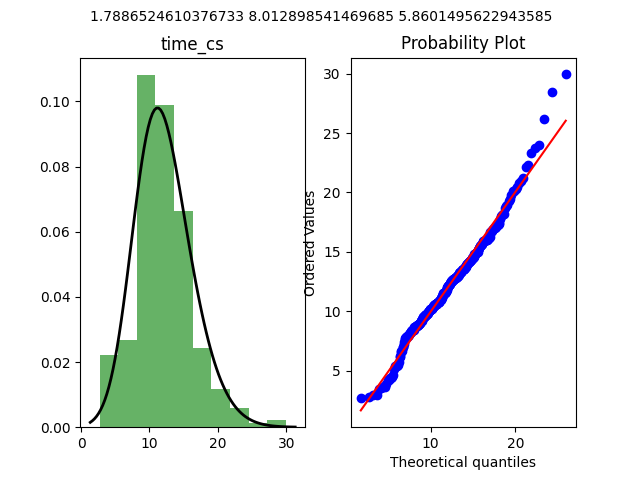 1.7886524610376733 8.012898541469685 5.8601495622943585
time_cs
0.10
0.08
0.06
0.04
0.02
0.00
0 10 20 30
Probability Plot
Ordered Values
30
25
20
15
10
5
10 20
Theoretical quantiles